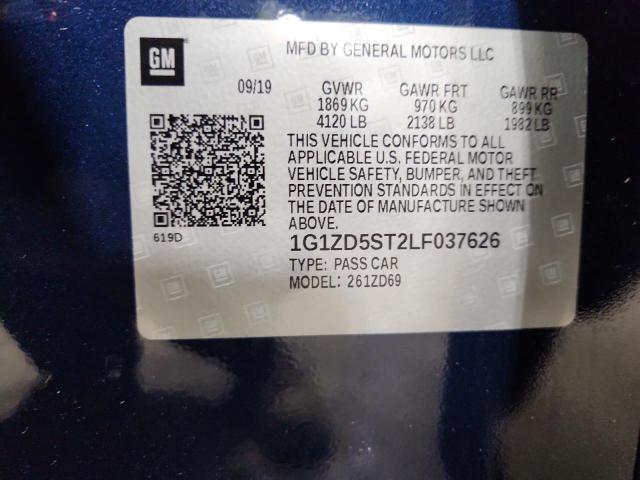 GM
MFD BY GENERAL MOTORS LLC
09/19 GVWR GAWR FRT GAWR RR
1869 KG 970 KG 899 KG
4120 LB 2138 LB 1982 LB
THIS VEHICLE CONFORMS TO ALL
APPLICABLE U.S. FEDERAL MOTOR
VEHICLE SAFETY, BUMPER, AND THEFT
PREVENTION STANDARDS IN EFFECT ON
THE DATE OF MANUFACTURE SHOWN
ABOVE.
619D
1G1ZD5ST2LF037626
TYPE: PASS CAR
MODEL: 261ZD69